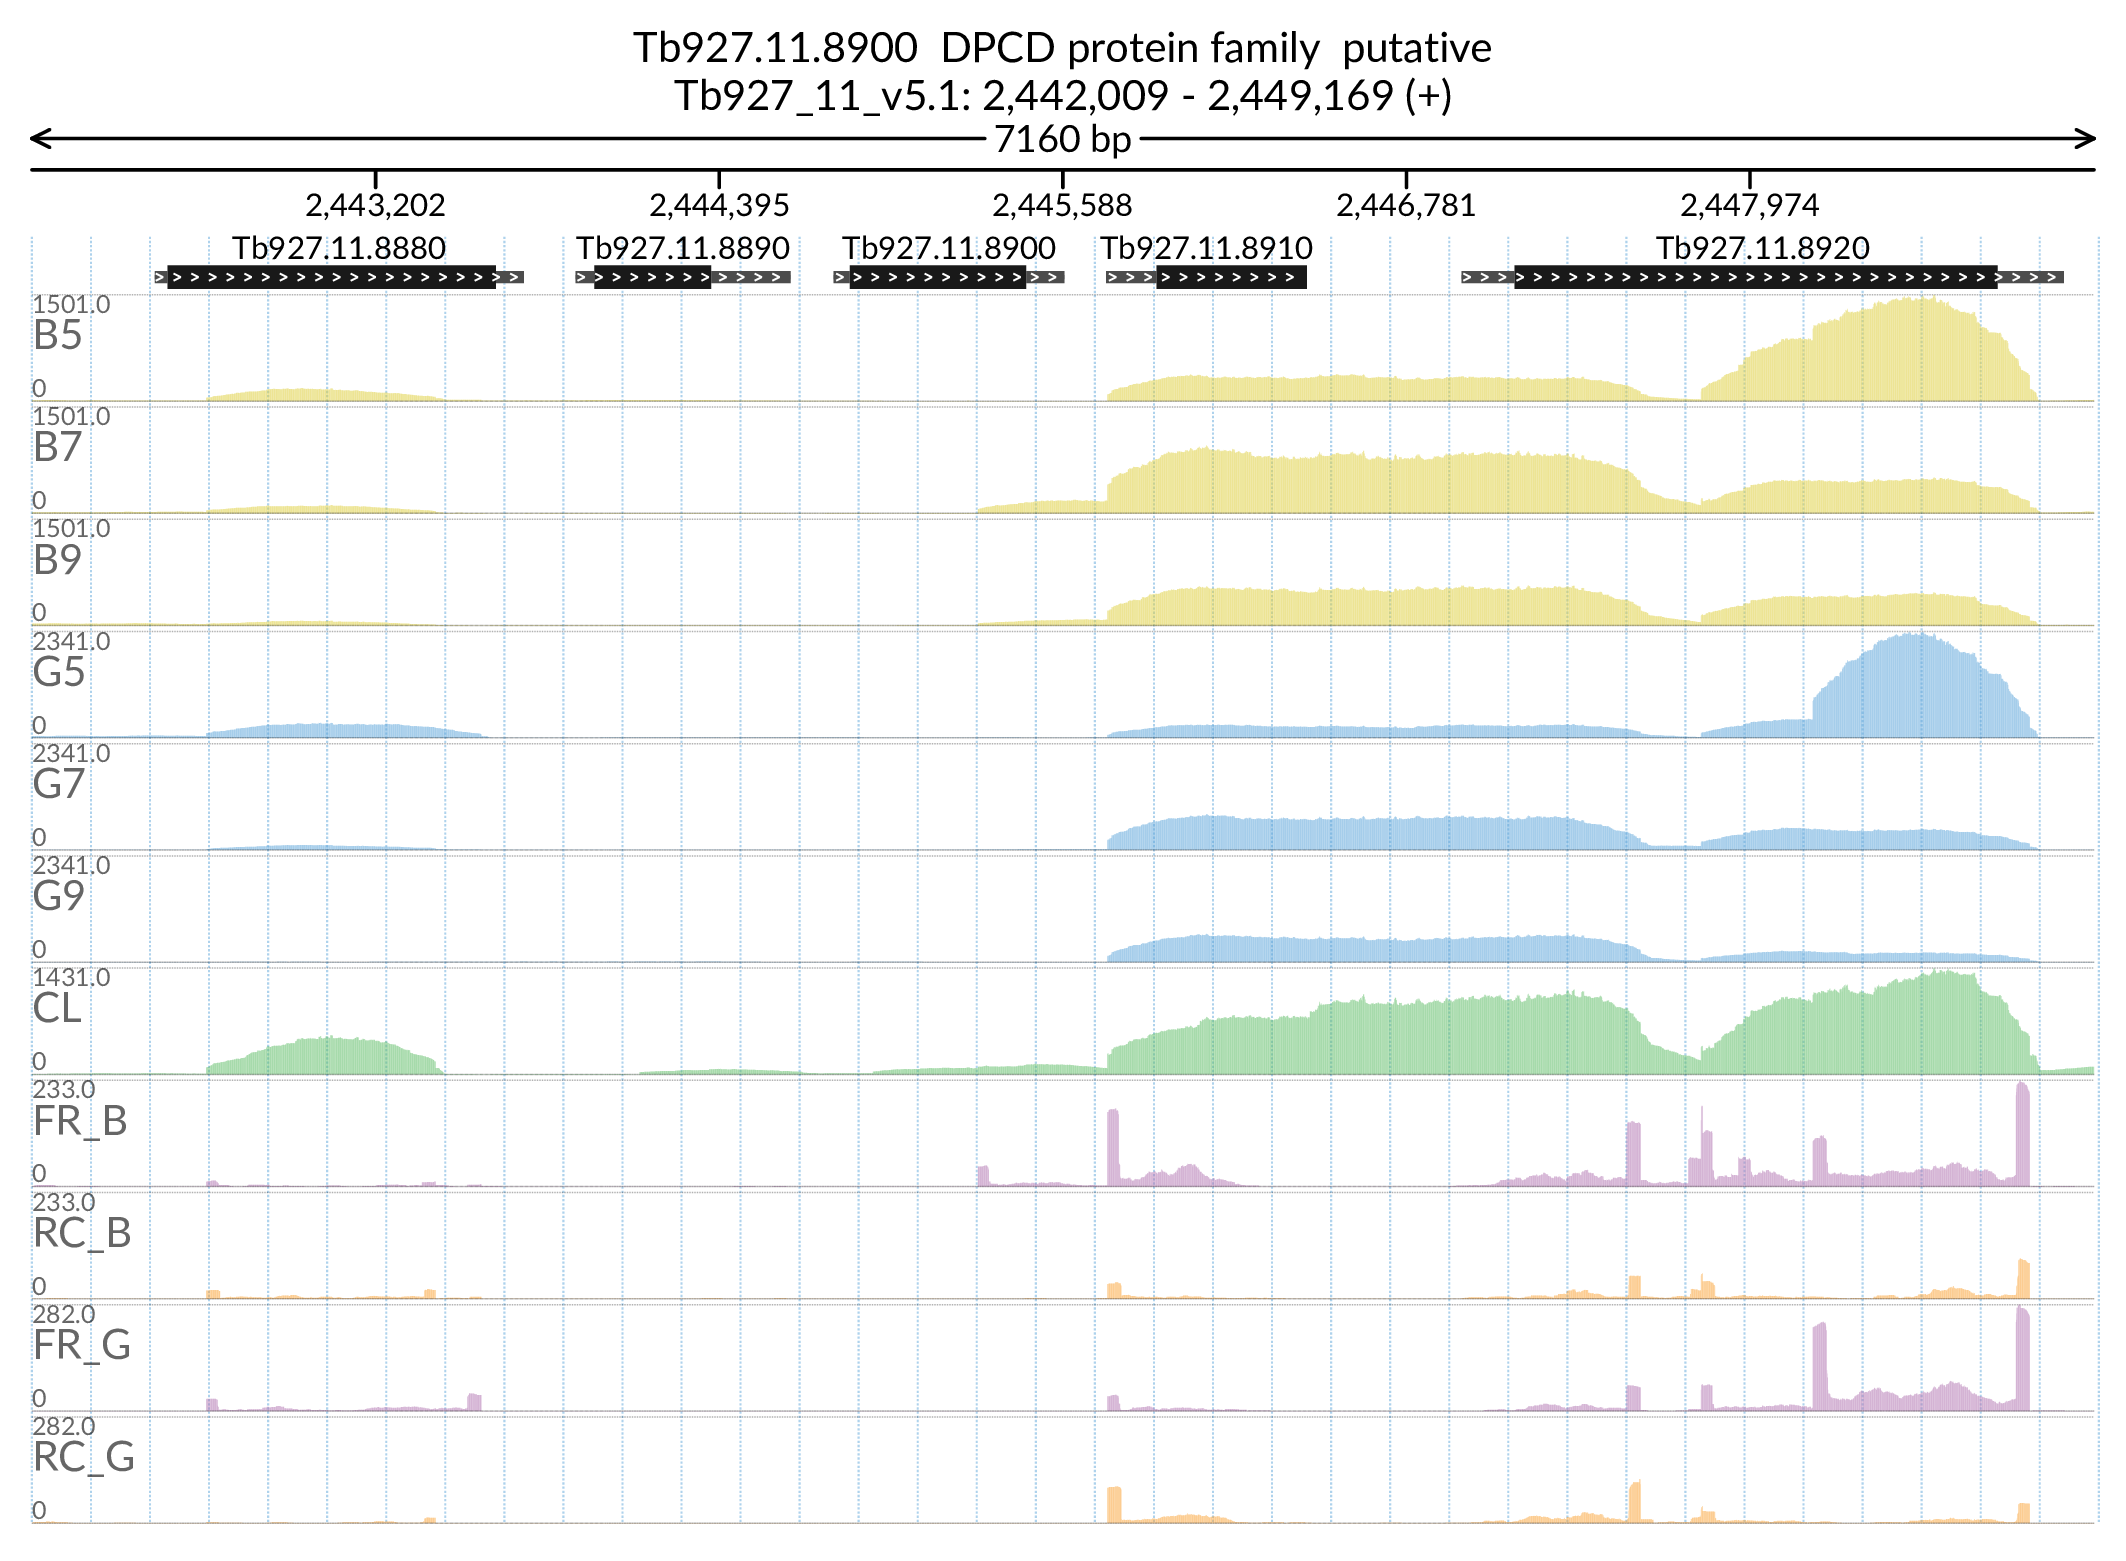 Tb927.11.8900  DPCD protein family  putative
Tb927_11_v5.1: 2,442,009 - 2,449,169 (+)
7160 bp
2,443,202 2,444,395 2,445,588 2,446,781 2,447,974
Tb927.11.8880 Tb927.11.8890 Tb927.11.8900 Tb927.11.8910 Tb927.11.8920
1501.0
B5
0
1501.0
B7
0
1501.0
B9
0
2341.0
G5
0
2341.0
G7
0
2341.0
G9
0
1431.0
CL
0
233.0
FR_B
0
233.0
RC_B
0
282.0
FR_G
0
282.0
RC_G
0